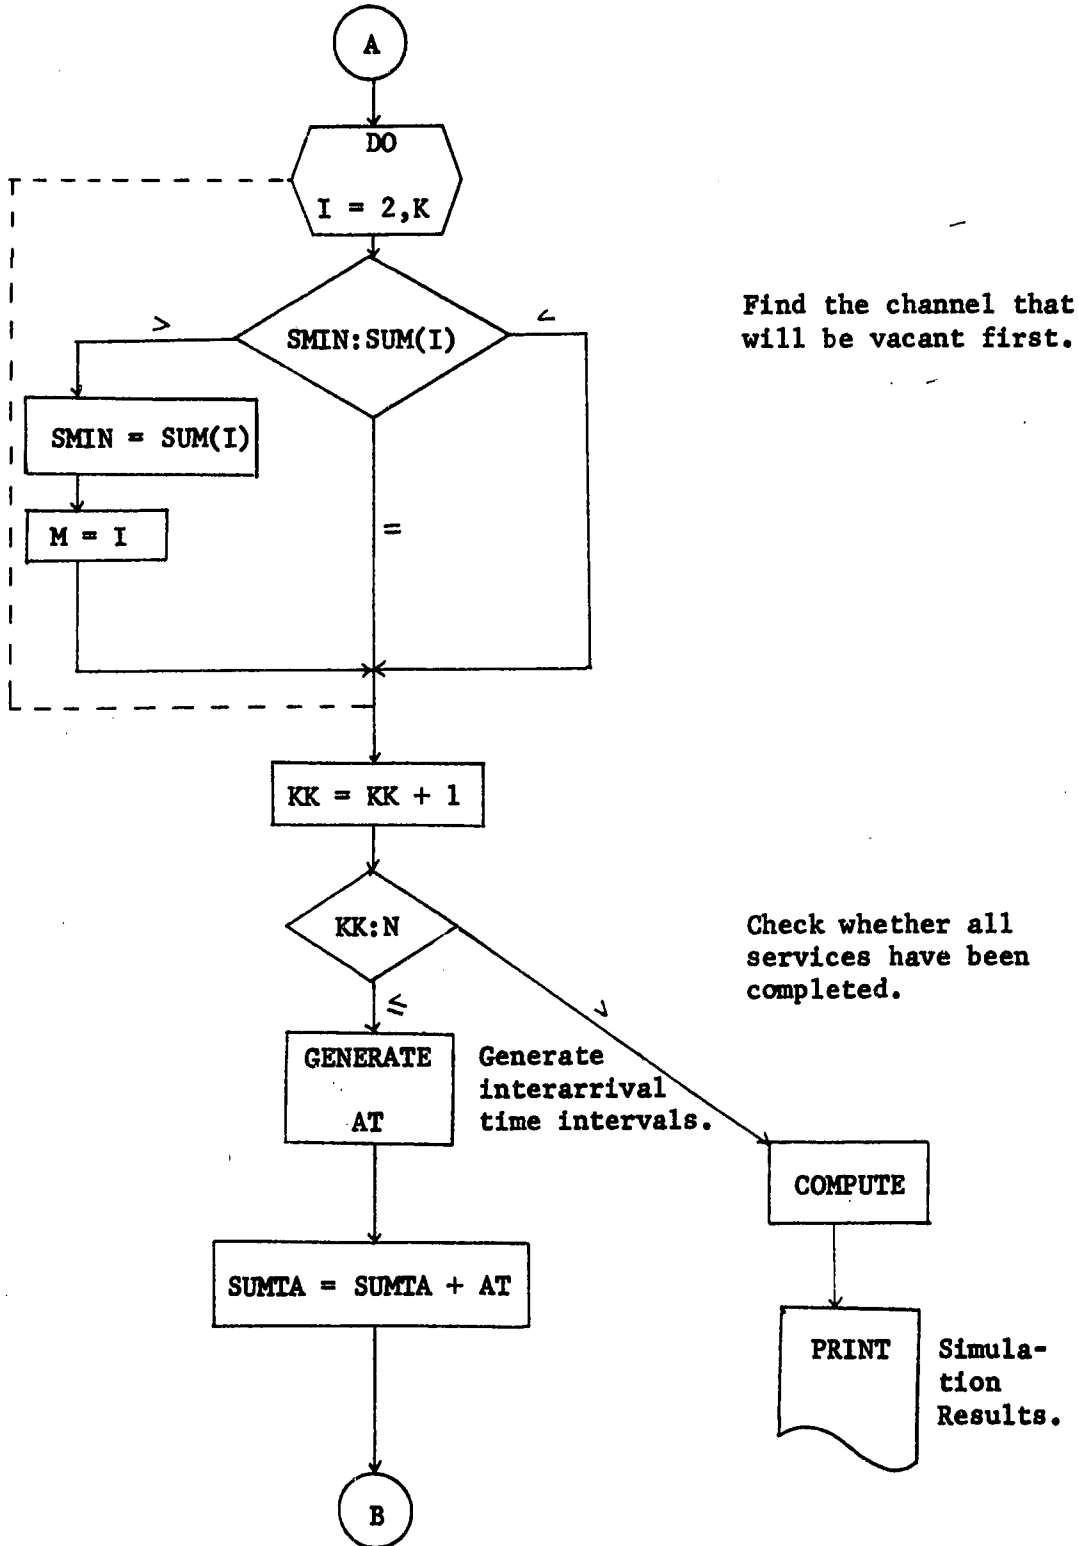 A
DO
I = 2,K
SMIN:SUM(I)
>
<
Find the channel that
will be vacant first.
SMIN = SUM(I)
M = I
=
KK = KK + 1
KK:N
Check whether all
services have been
completed.
≤
>
GENERATE
AT
Generate
interarrival
time intervals.
COMPUTE
SUMTA = SUMTA + AT
PRINT
Simula-
tion
Results.
B